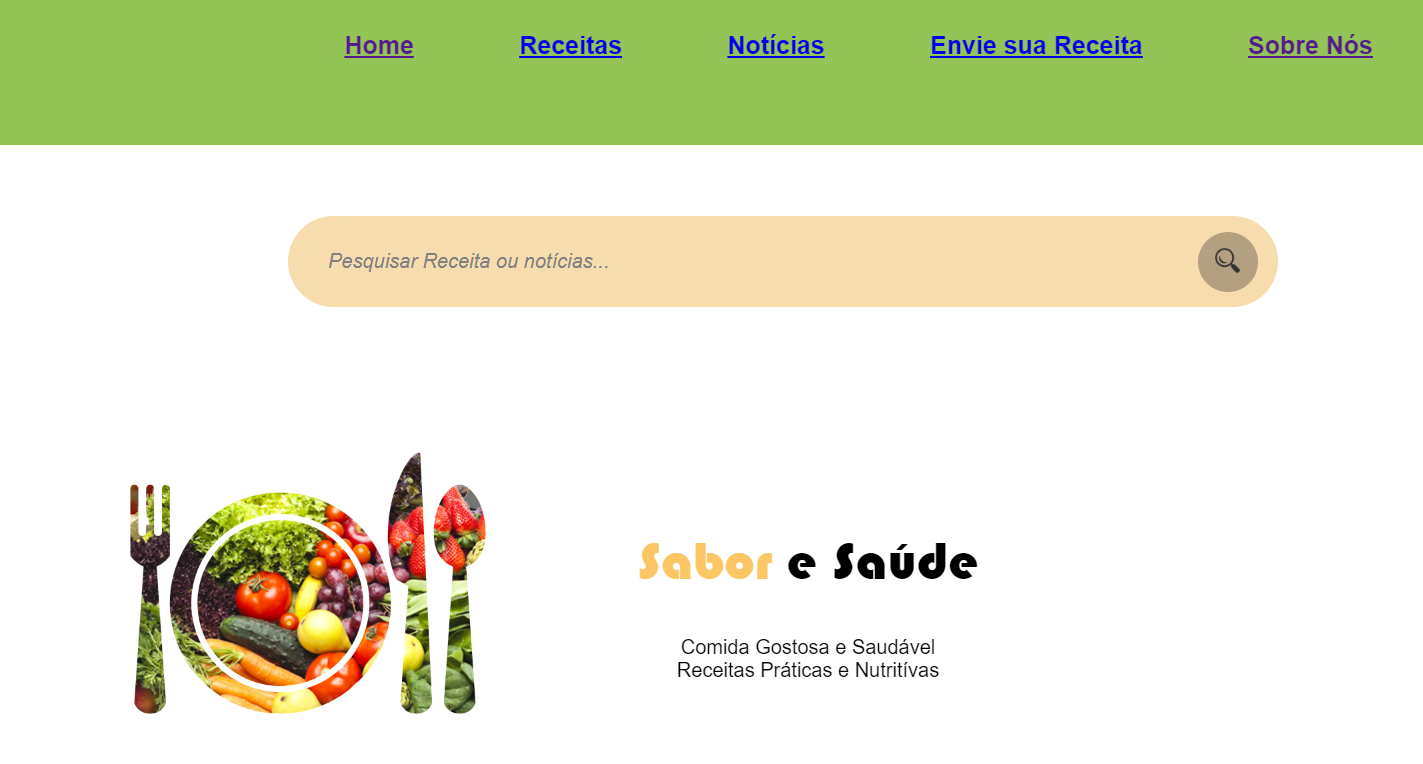 Home Receitas Notícias Envie sua Receita Sobre Nós
Pesquisar Receita ou notícias...
Sabor e Saúde
Comida Gostosa e Saudável
Receitas Práticas e Nutritívas